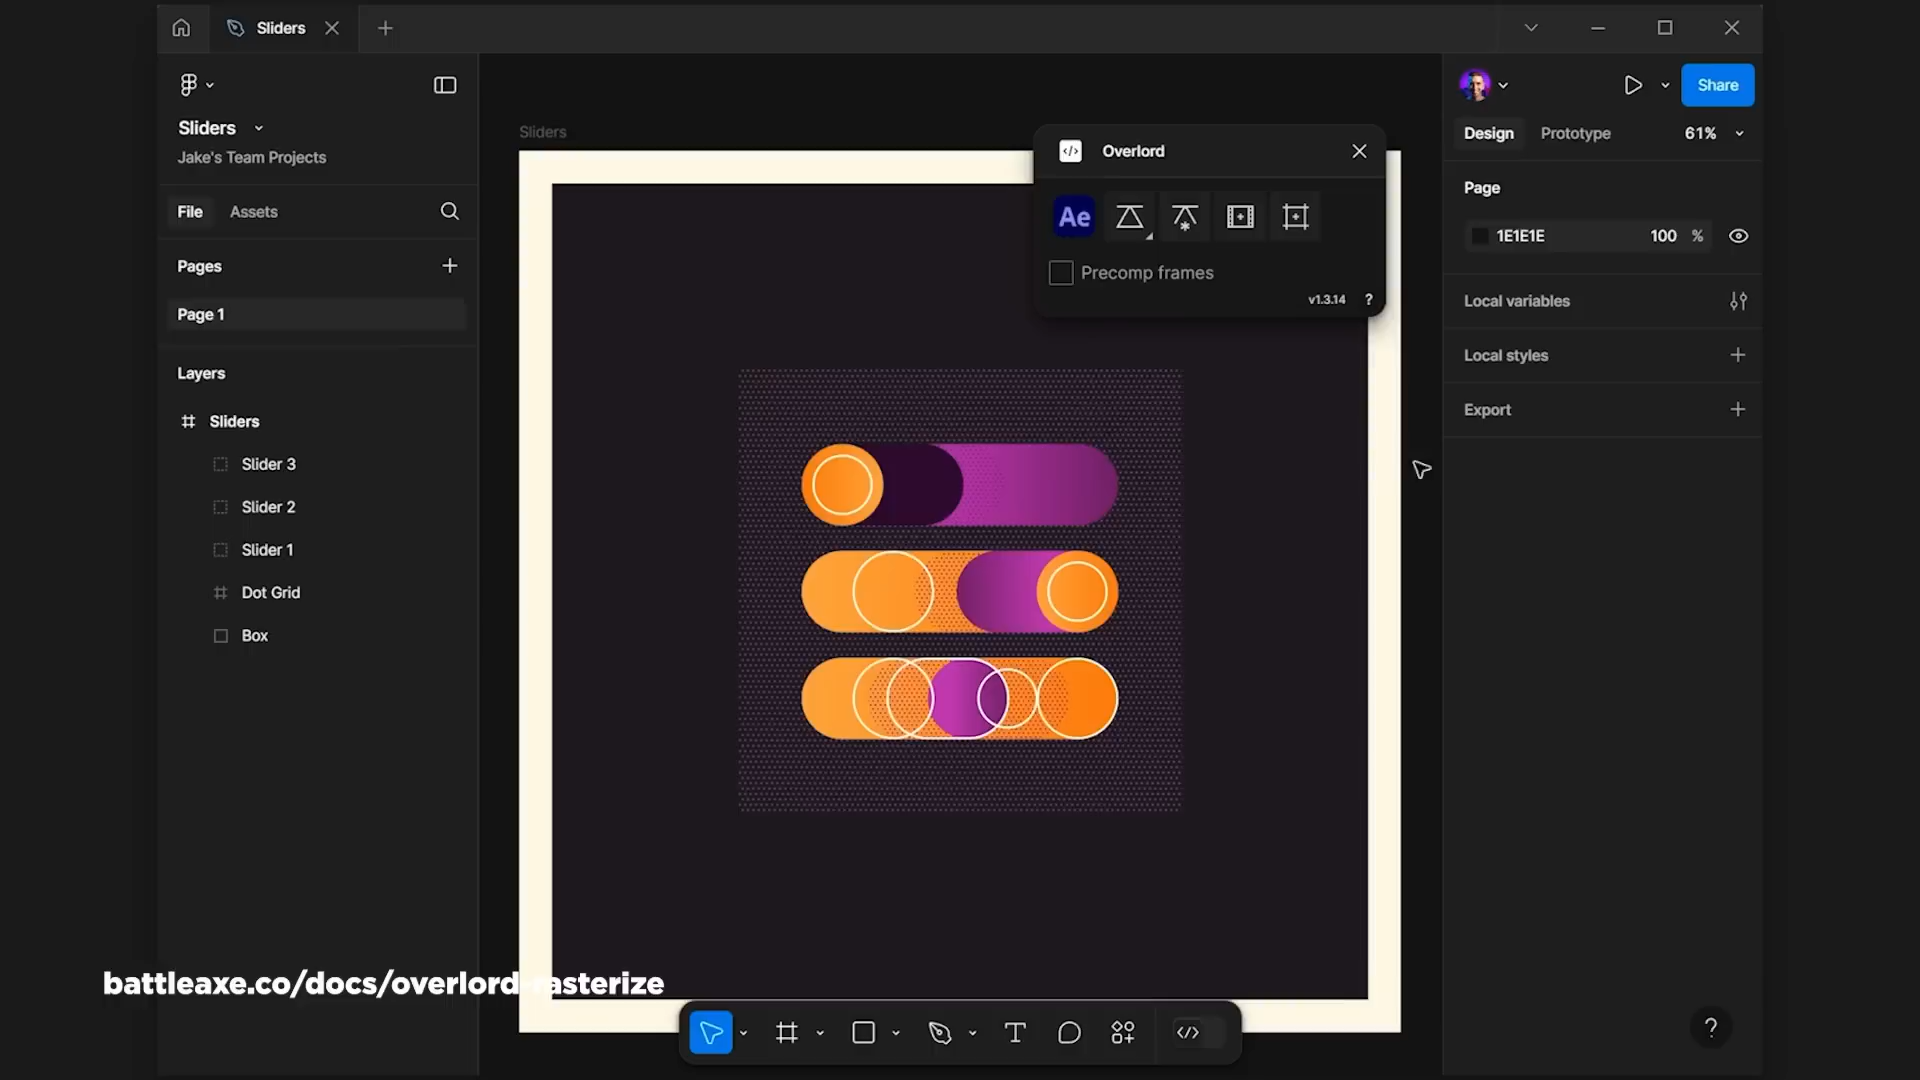 Sliders
Sliders
Jake's Team Projects
File
Assets
Pages
Page 1
Layers
Sliders
Slider 3
Slider 2
Slider 1
Dot Grid
Box
Sliders
Overlord
Ae
Precomp frames
v1.3.14 ?
Share
Design
Prototype
61%
Page
1E1E1E
100 %
Local variables
Local styles
Export
battleaxe.co/docs/overlord-rasterize
?